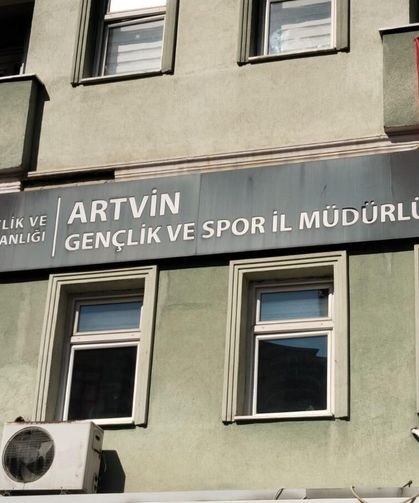 LİK VE
ANLIĞI
ARTVİN
GENÇLİK VE SPOR İL MÜDÜRLÜ